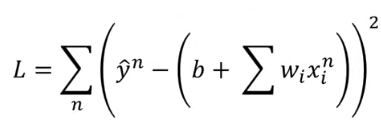 L = ∑_n (ŷ^n − (b + ∑ w_i x_i^n))^2